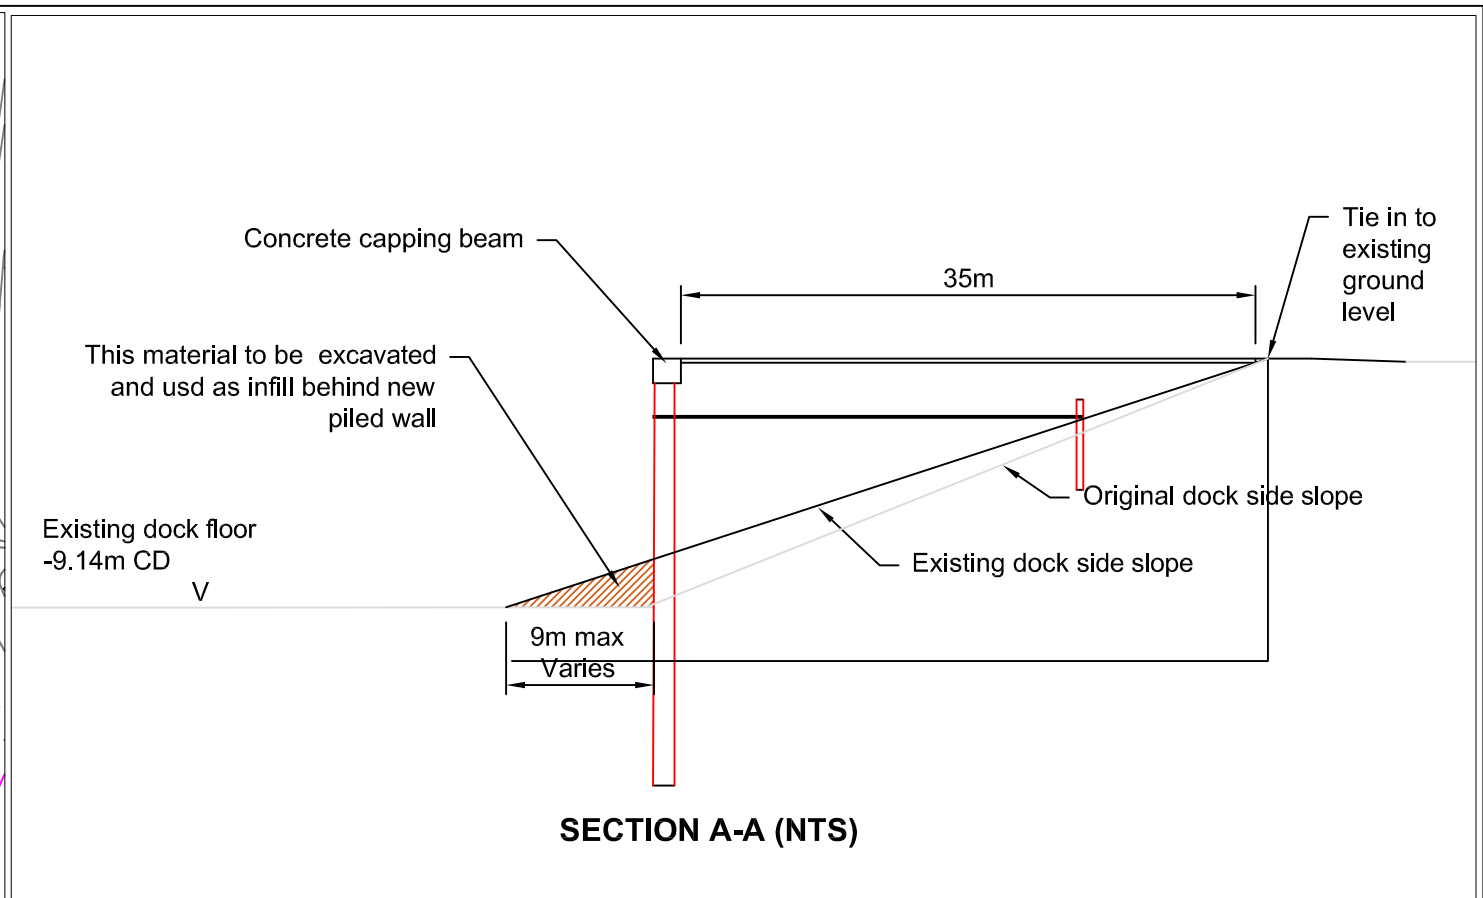 Concrete capping beam
This material to be  excavated
and usd as infill behind new
piled wall
35m
Tie in to
existing
ground
level
Original dock side slope
Existing dock side slope
Existing dock floor
-9.14m CD
V
9m max
Varies
SECTION A-A (NTS)